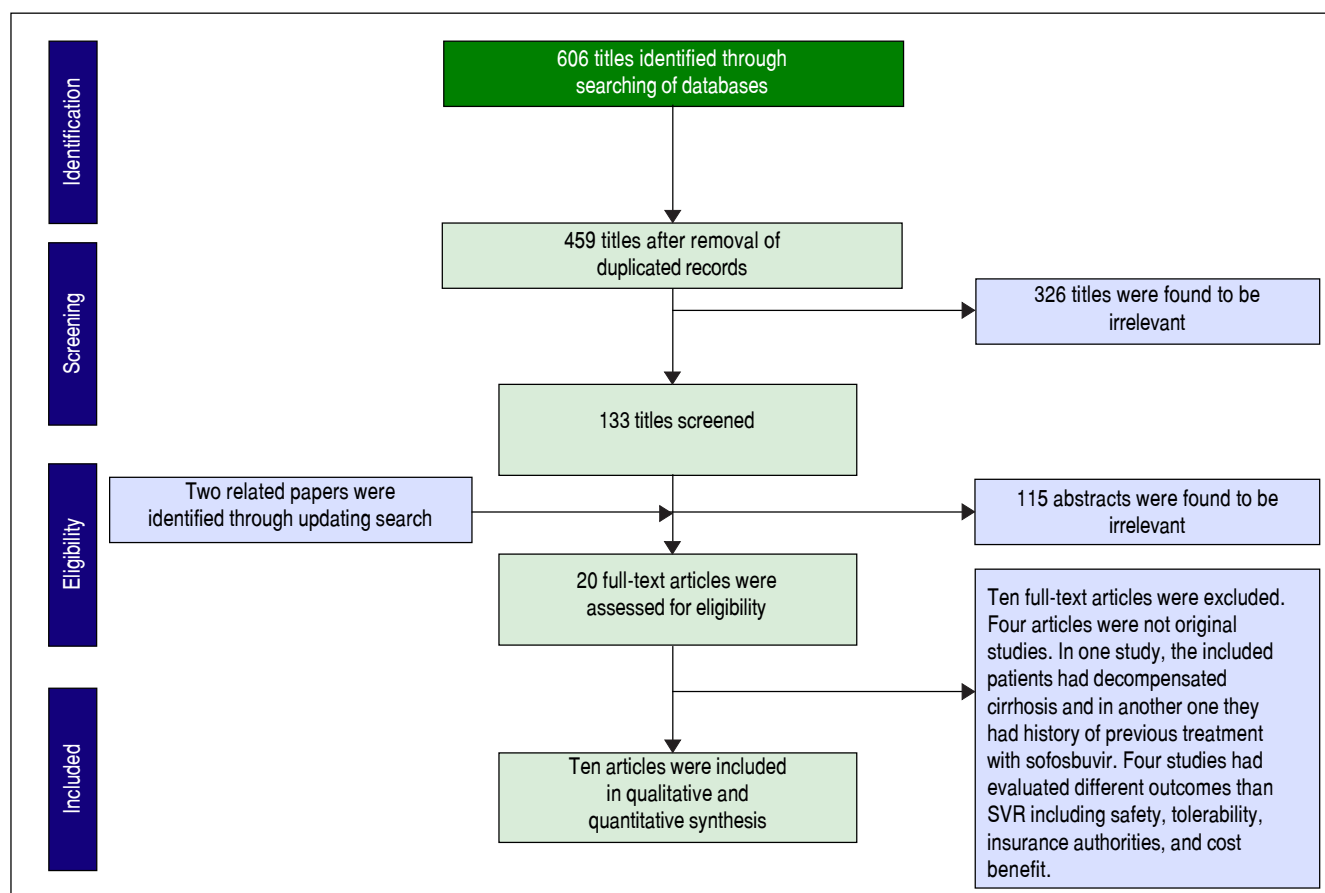 Identification
606 titles identified through
searching of databases
Screening
459 titles after removal of
duplicated records
326 titles were found to be
irrelevant
133 titles screened
Eligibility
Two related papers were
identified through updating search
115 abstracts were found to be
irrelevant
20 full-text articles were
assessed for eligibility
Ten full-text articles were excluded.
Four articles were not original
studies. In one study, the included
patients had decompensated
cirrhosis and in another one they
had history of previous treatment
with sofosbuvir. Four studies had
evaluated different outcomes than
SVR including safety, tolerability,
insurance authorities, and cost
benefit.
Included
Ten articles were included
in qualitative and
quantitative synthesis